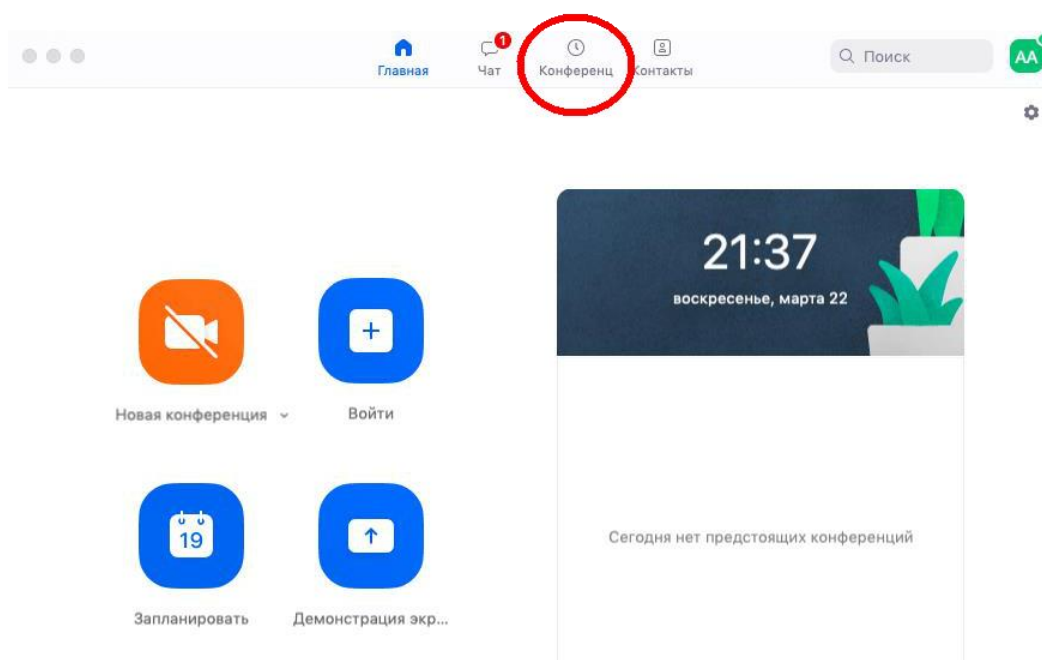 1
Главная
Чат
Конференц
Контакты
Поиск
АА
21:37
воскресенье, марта 22
Новая конференция
Войти
19
Запланировать
Демонстрация экр...
Сегодня нет предстоящих конференций